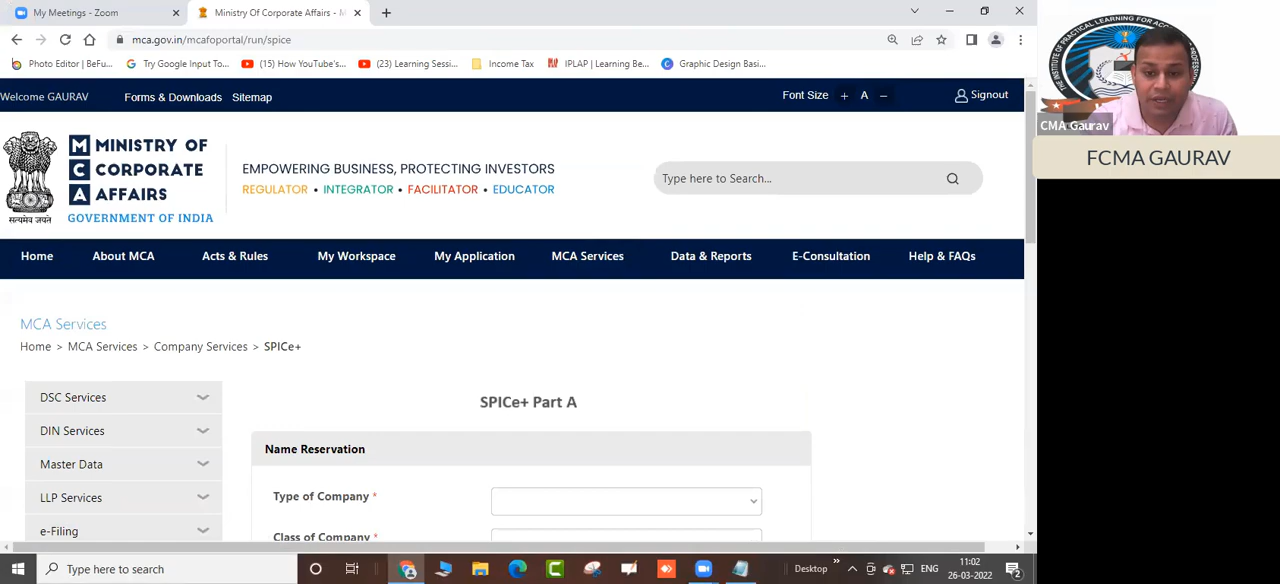 My Meetings - Zoom
Ministry Of Corporate Affairs - M
mca.gov.in/mcafoportal/run/spice
Photo Editor | BeFu...
Try Google Input To...
(15) How YouTube's...
(23) Learning Sessi...
Income Tax
IPLAP | Learning Be...
Graphic Design Basi...
Welcome GAURAV
Forms & Downloads
Sitemap
Font Size + A –
Signout
MINISTRY OF
CORPORATE
AFFAIRS
GOVERNMENT OF INDIA
सत्यमेव जयते
EMPOWERING BUSINESS, PROTECTING INVESTORS
REGULATOR • INTEGRATOR • FACILITATOR • EDUCATOR
Type here to Search...
Home
About MCA
Acts & Rules
My Workspace
My Application
MCA Services
Data & Reports
E-Consultation
Help & FAQs
MCA Services
Home > MCA Services > Company Services > SPICe+
DSC Services
DIN Services
Master Data
LLP Services
e-Filing
SPICe+ Part A
Name Reservation
Type of Company *
Class of Company *
Type here to search
Desktop
ENG
11:02
26-03-2022
2
CMA Gaurav
FCMA GAURAV